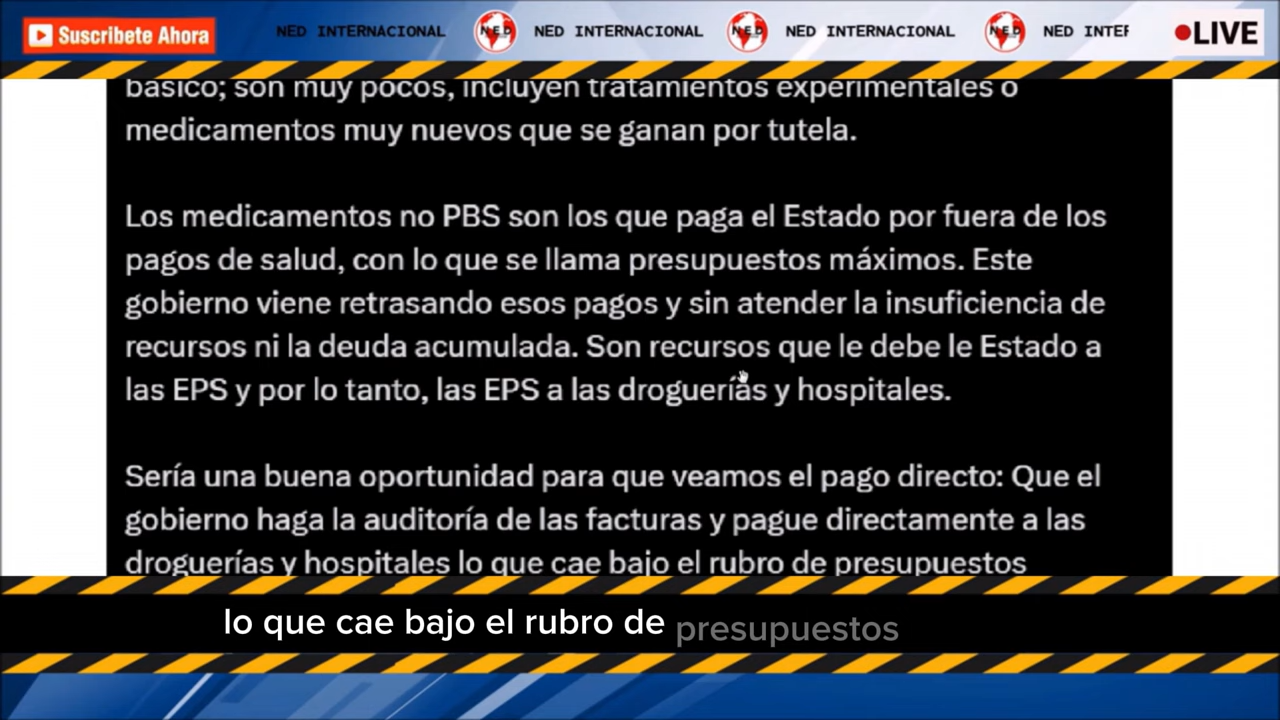 Suscribete Ahora
NED INTERNACIONAL NED NED INTERNACIONAL NED NED INTERNACIONAL NED NED INTER
LIVE
básico; son muy pocos, incluyen tratamientos experimentales o
medicamentos muy nuevos que se ganan por tutela.
Los medicamentos no PBS son los que paga el Estado por fuera de los
pagos de salud, con lo que se llama presupuestos máximos. Este
gobierno viene retrasando esos pagos y sin atender la insuficiencia de
recursos ni la deuda acumulada. Son recursos que le debe le Estado a
las EPS y por lo tanto, las EPS a las droguerías y hospitales.
Sería una buena oportunidad para que veamos el pago directo: Que el
gobierno haga la auditoría de las facturas y pague directamente a las
droguerías y hospitales lo que cae bajo el rubro de presupuestos
lo que cae bajo el rubro de presupuestos